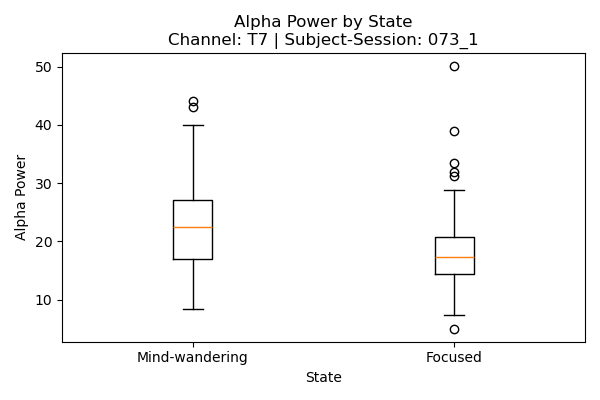 Alpha Power by State
Channel: T7 | Subject-Session: 073_1
50
40
30
20
10
Alpha Power
Mind-wandering
Focused
State